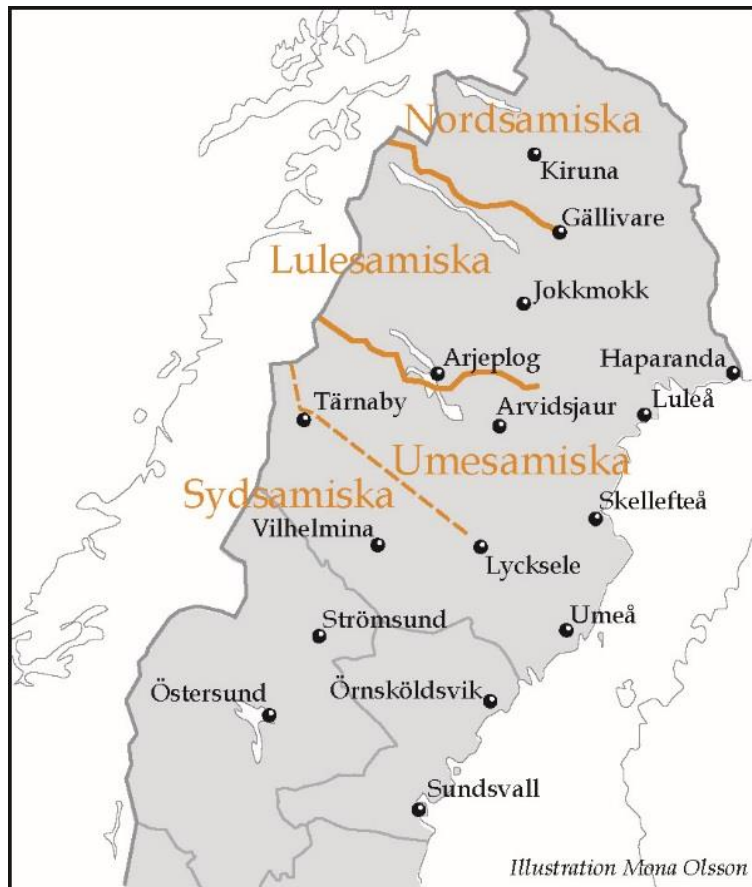 Nordsamiska
Kiruna
Gällivare
Lulesamiska
Jokkmokk
Arjeplog
Haparanda
Tärnaby
Arvidsjaur
Luleå
Umesamiska
Sydsamiska
Skellefteå
Vilhelmina
Lycksele
Strömsund
Umeå
Östersund
Örnsköldsvik
Sundsvall
Illustration Mona Olsson